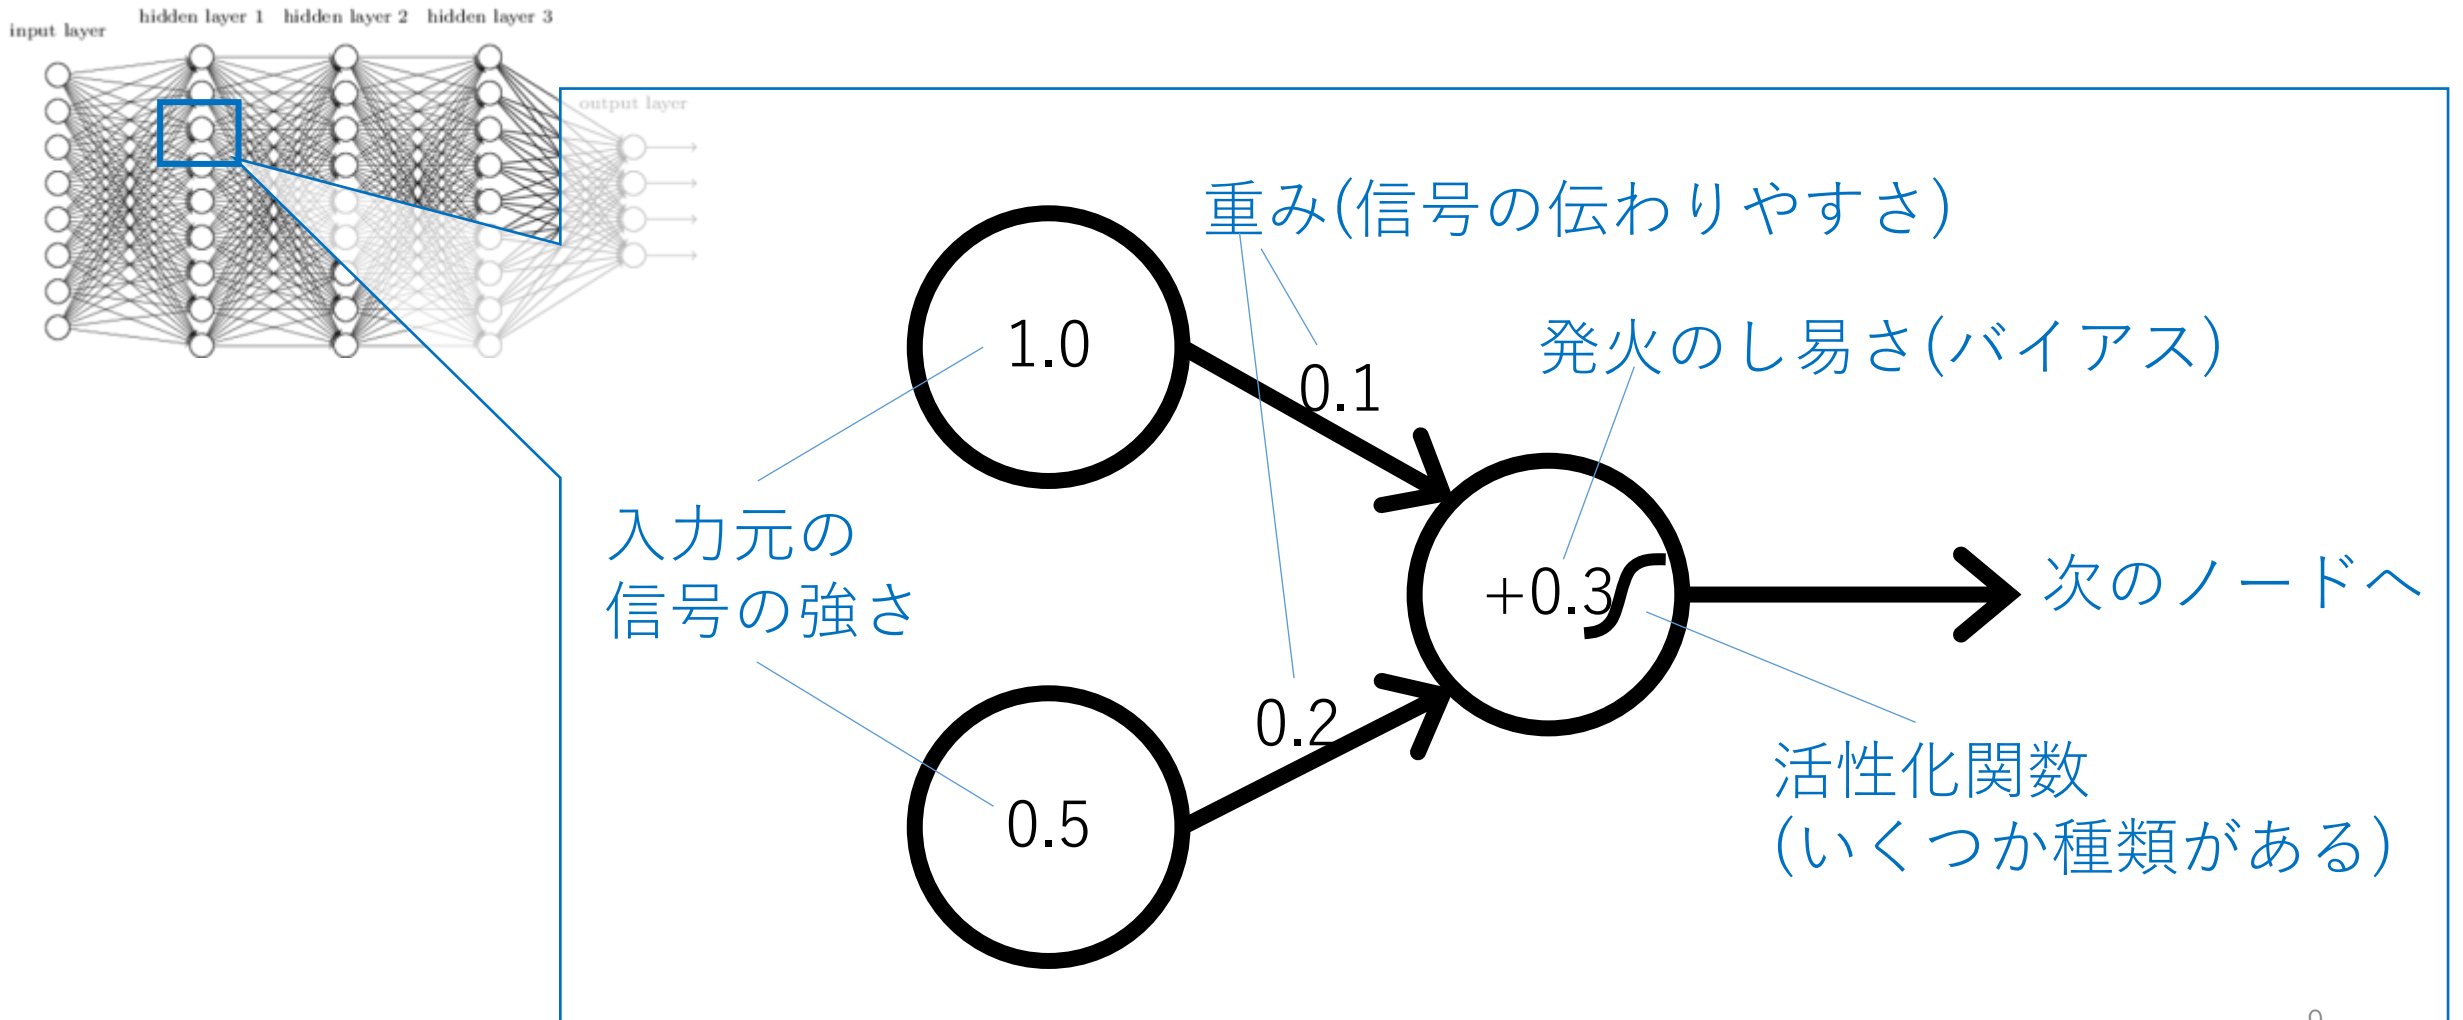 hidden layer 1 hidden layer 2 hidden layer 3
input layer
output layer
重み(信号の伝わりやすさ)
発火のし易さ(バイアス)
1.0
0.1
入力元の
信号の強さ
+0.3
次のノードへ
0.2
0.5
活性化関数
(いくつか種類がある)